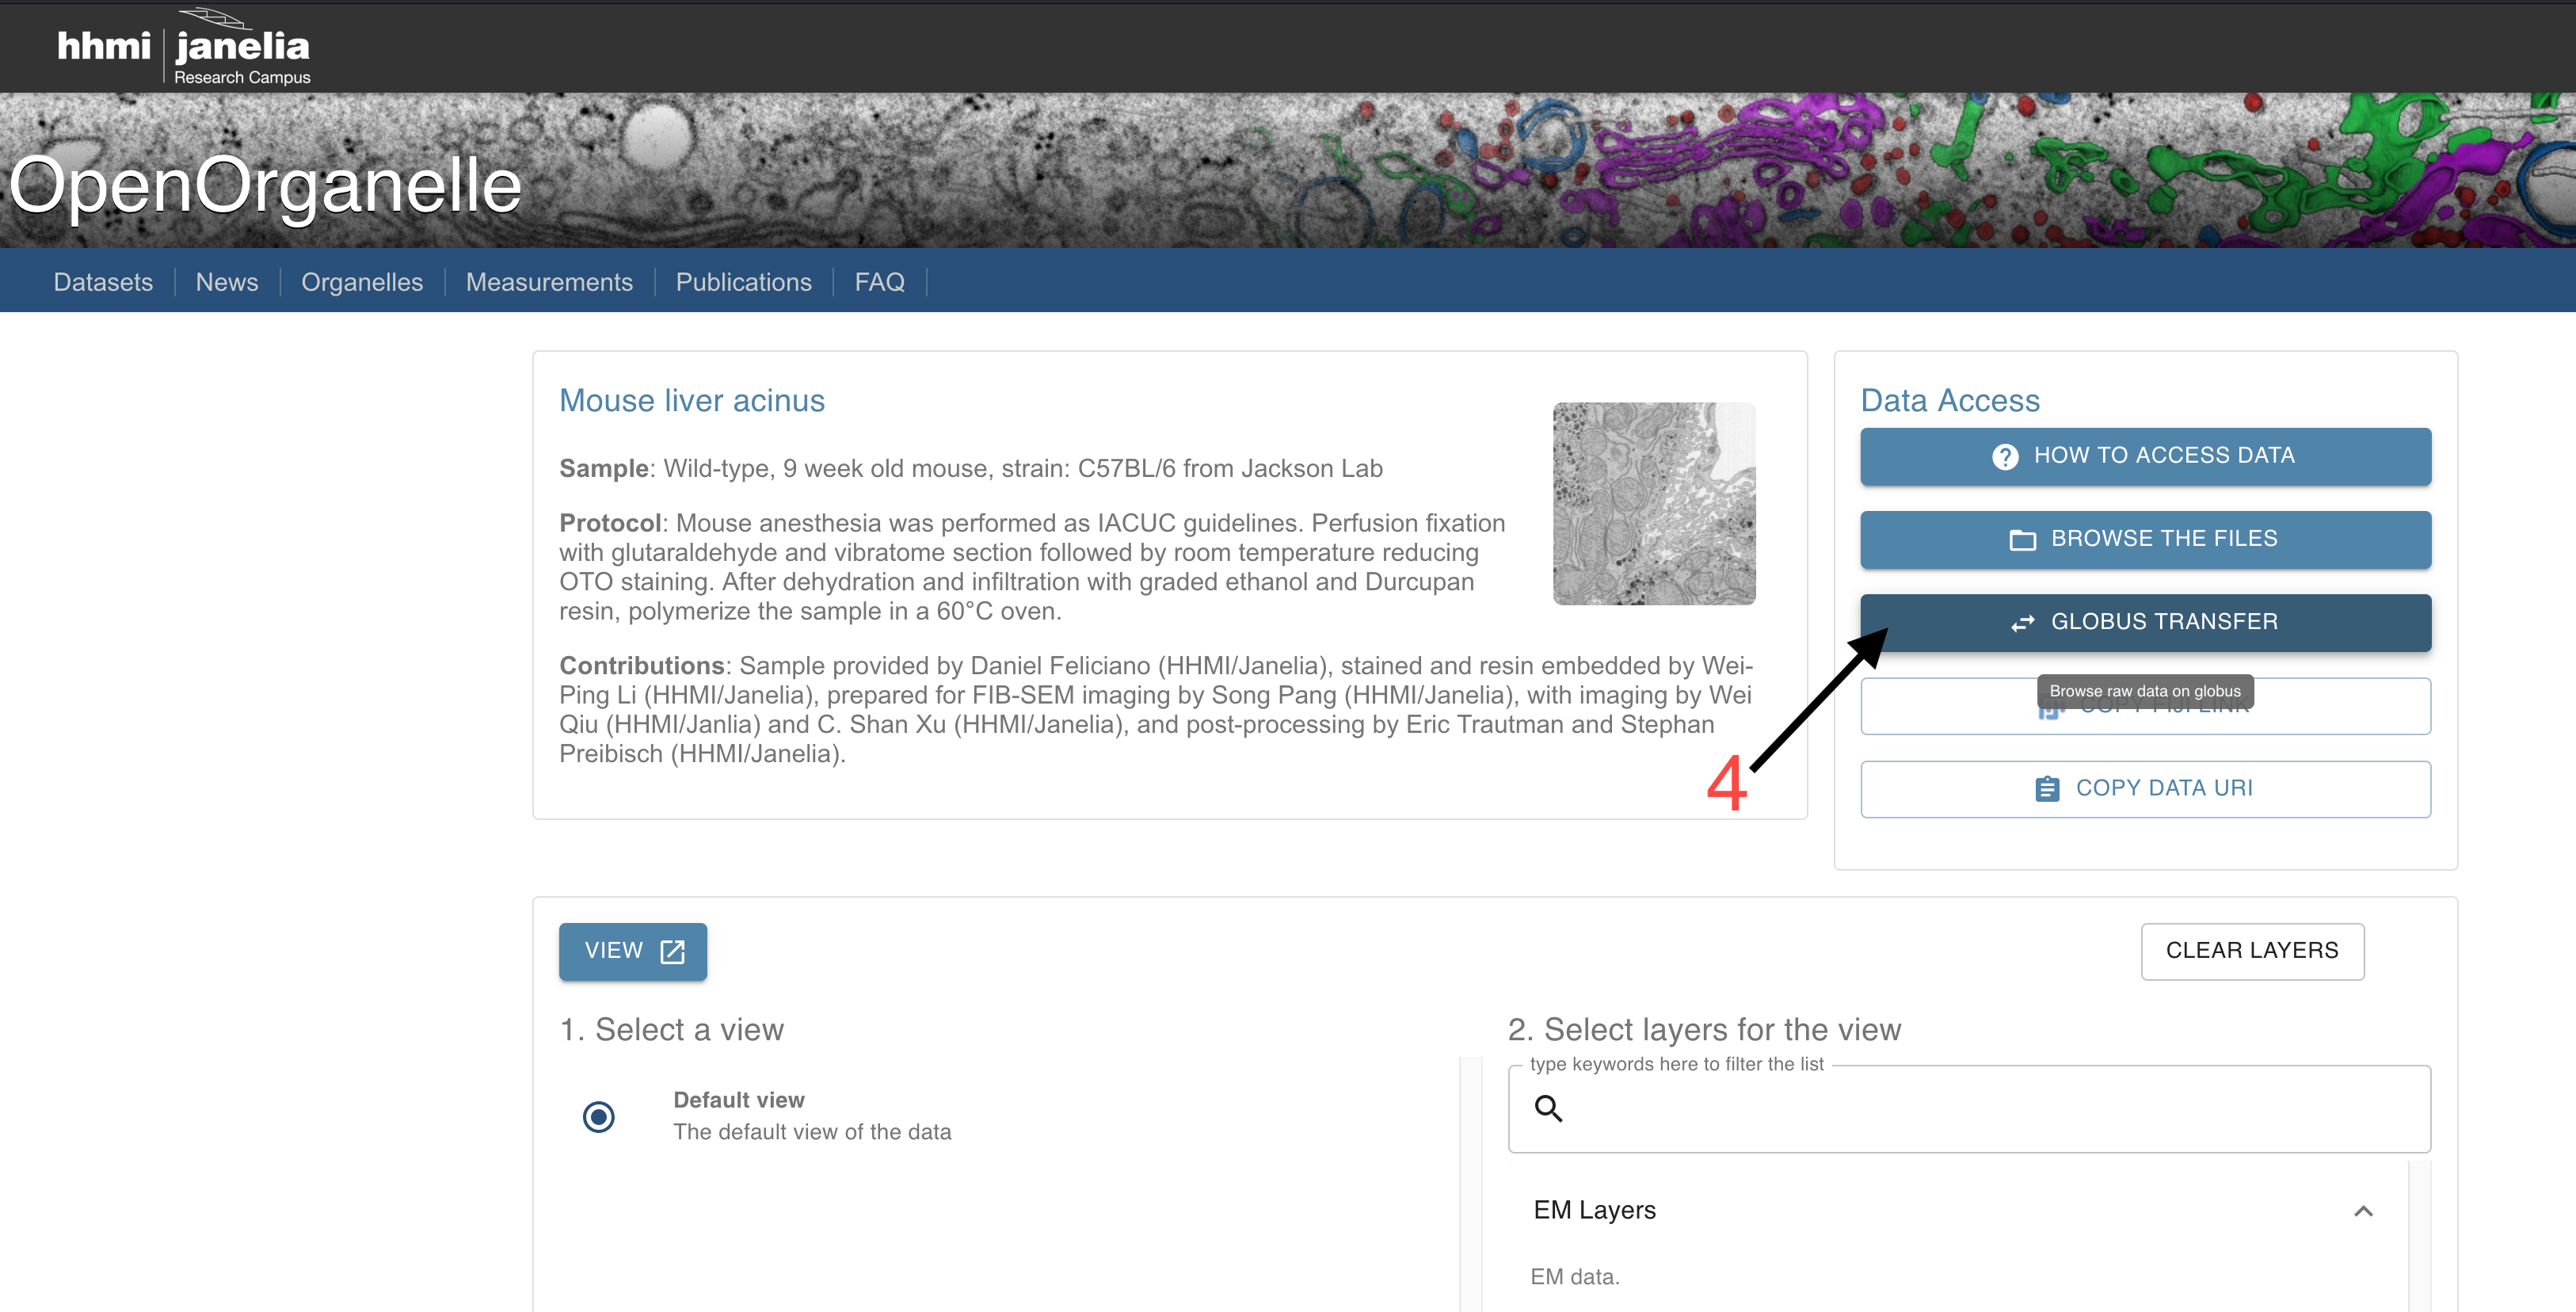 hhmi janelia
Research Campus
OpenOrganelle
Datasets News Organelles Measurements Publications FAQ
Mouse liver acinus
Sample: Wild-type, 9 week old mouse, strain: C57BL/6 from Jackson Lab
Protocol: Mouse anesthesia was performed as IACUC guidelines. Perfusion fixation
with glutaraldehyde and vibratome section followed by room temperature reducing
OTO staining. After dehydration and infiltration with graded ethanol and Durcupan
resin, polymerize the sample in a 60°C oven.
Contributions: Sample provided by Daniel Feliciano (HHMI/Janelia), stained and resin embedded by Wei-
Ping Li (HHMI/Janelia), prepared for FIB-SEM imaging by Song Pang (HHMI/Janelia), with imaging by Wei
Qiu (HHMI/Janlia) and C. Shan Xu (HHMI/Janelia), and post-processing by Eric Trautman and Stephan
Preibisch (HHMI/Janelia).
4
Data Access
? HOW TO ACCESS DATA
BROWSE THE FILES
GLOBUS TRANSFER
Browse raw data on globus
COPY FIJI LINK
COPY DATA URI
VIEW
CLEAR LAYERS
1. Select a view
Default view
The default view of the data
2. Select layers for the view
type keywords here to filter the list
EM Layers
EM data.